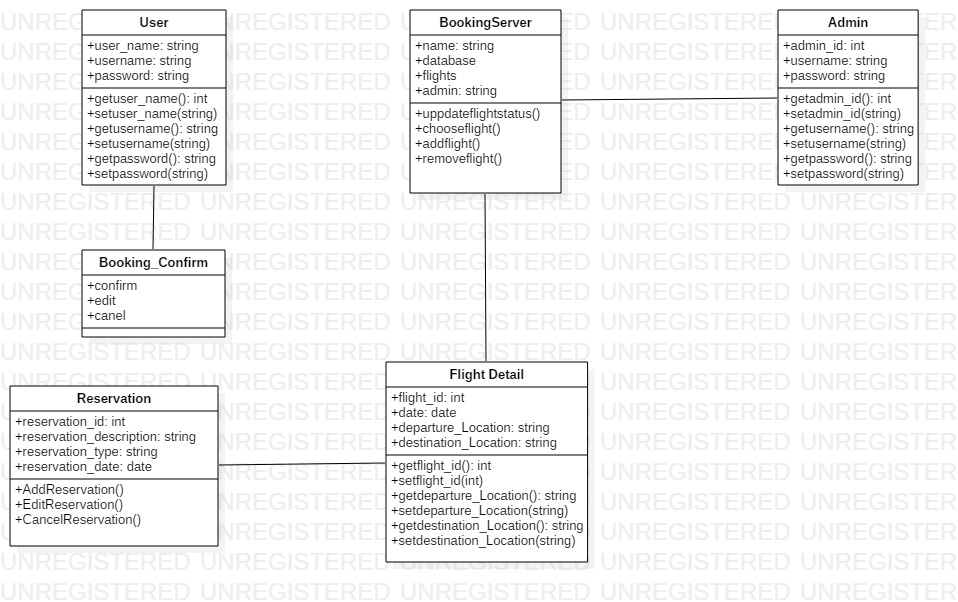 User
+user_name: string
+username: string
+password: string
+getuser_name(): int
+setuser_name(string)
+getusername(): string
+setusername(string)
+getpassword(): string
+setpassword(string)
BookingServer
+name: string
+database
+flights
+admin: string
+uppdateflightstatus()
+chooseflight()
+addflight()
+removeflight()
Admin
+admin_id: int
+username: string
+password: string
+getadmin_id(): int
+setadmin_id(string)
+getusername(): string
+setusername(string)
+getpassword(): string
+setpassword(string)
Booking_Confirm
+confirm
+edit
+canel
Reservation
+reservation_id: int
+reservation_description: string
+reservation_type: string
+reservation_date: date
+AddReservation()
+EditReservation()
+CancelReservation()
Flight Detail
+flight_id: int
+date: date
+departure_Location: string
+destination_Location: string
+getflight_id(): int
+setflight_id(int)
+getdeparture_Location(): string
+setdeparture_Location(string)
+getdestination_Location(): string
+setdestination_Location(string)
UNREGISTERED UNREGISTERED UNREGISTERED UNREGISTERED